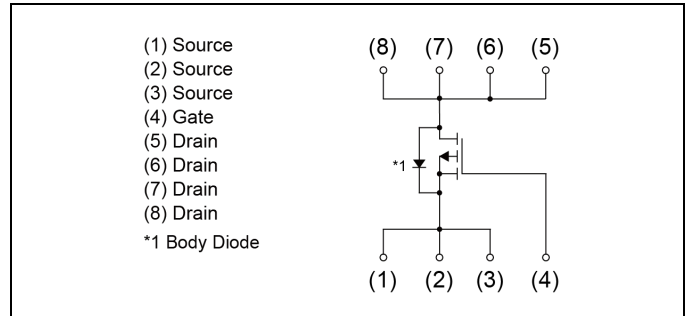 (1) Source
(2) Source
(3) Source
(4) Gate
(5) Drain
(6) Drain
(7) Drain
(8) Drain
*1 Body Diode
(8) (7) (6) (5)
*1
(1) (2) (3) (4)